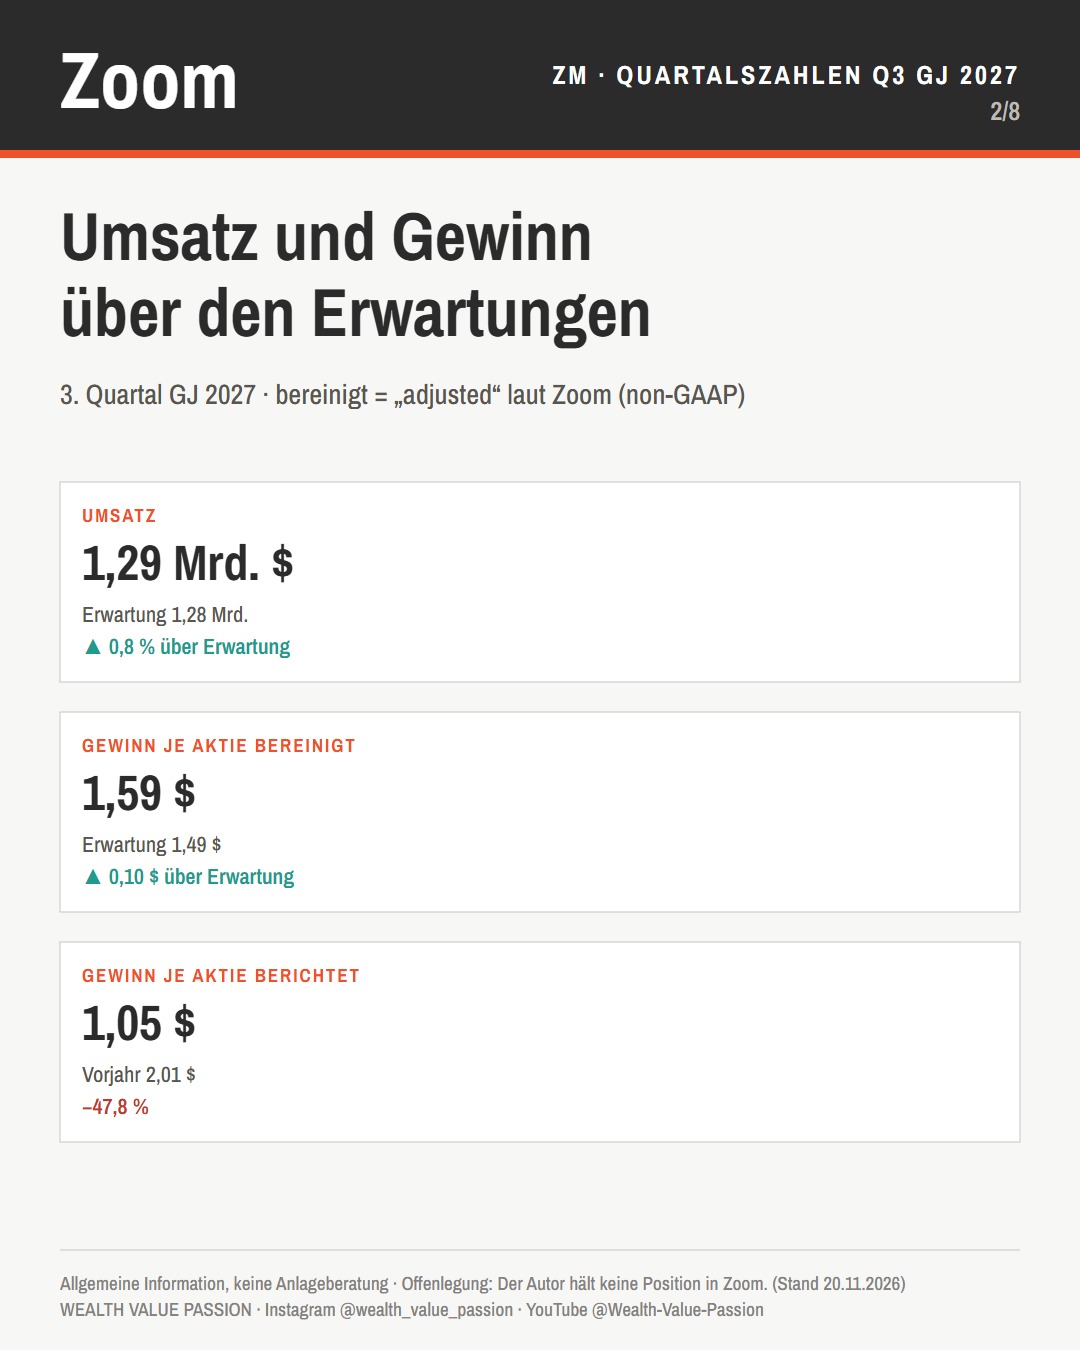 Zoom
ZM · QUARTALSZAHLEN Q3 GJ 2027
2/8
Umsatz und Gewinn
über den Erwartungen
3. Quartal GJ 2027 · bereinigt = „adjusted“ laut Zoom (non-GAAP)
UMSATZ
1,29 Mrd. $
Erwartung 1,28 Mrd.
▲ 0,8 % über Erwartung
GEWINN JE AKTIE BEREINIGT
1,59 $
Erwartung 1,49 $
▲ 0,10 $ über Erwartung
GEWINN JE AKTIE BERICHTET
1,05 $
Vorjahr 2,01 $
–47,8 %
Allgemeine Information, keine Anlageberatung · Offenlegung: Der Autor hält keine Position in Zoom. (Stand 20.11.2026)
WEALTH VALUE PASSION · Instagram @wealth_value_passion · YouTube @Wealth-Value-Passion